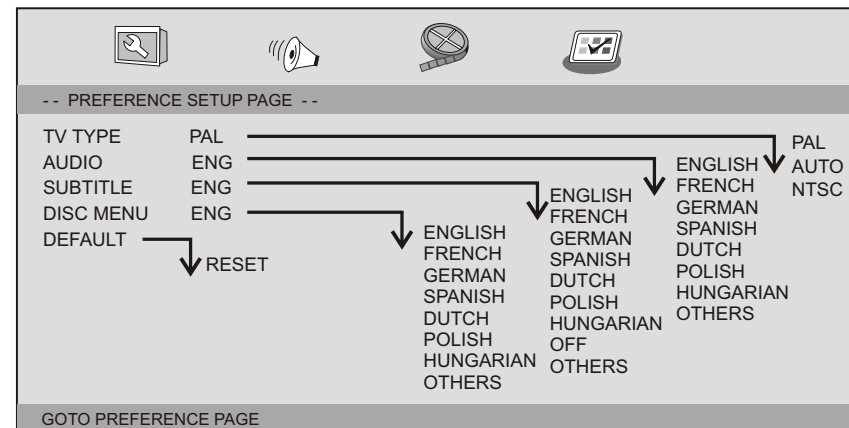 -- PREFERENCE SETUP PAGE --
TV TYPE PAL
AUDIO ENG
SUBTITLE ENG
DISC MENU ENG
DEFAULT
RESET
ENGLISH
FRENCH
GERMAN
SPANISH
DUTCH
POLISH
HUNGARIAN
OTHERS
ENGLISH
FRENCH
GERMAN
SPANISH
DUTCH
POLISH
HUNGARIAN
OFF
OTHERS
ENGLISH
FRENCH
GERMAN
SPANISH
DUTCH
POLISH
HUNGARIAN
OTHERS
PAL
AUTO
NTSC
GOTO PREFERENCE PAGE